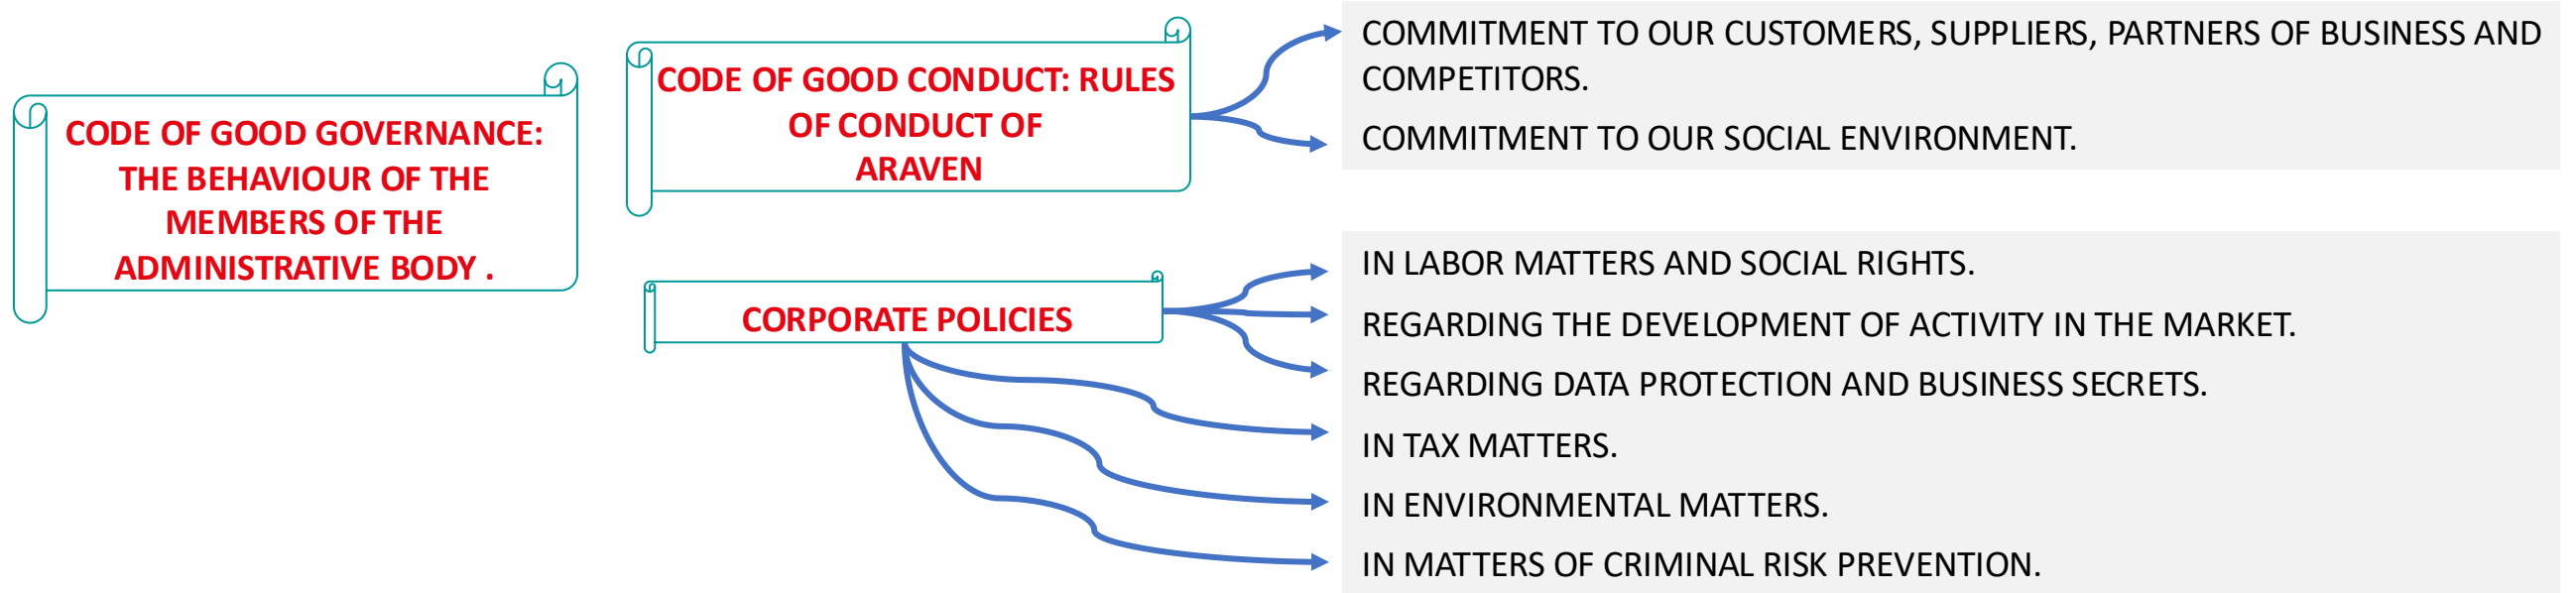 CODE OF GOOD GOVERNANCE:
THE BEHAVIOUR OF THE
MEMBERS OF THE
ADMINISTRATIVE BODY .
CODE OF GOOD CONDUCT: RULES
OF CONDUCT OF
ARAVEN
COMMITMENT TO OUR CUSTOMERS, SUPPLIERS, PARTNERS OF BUSINESS AND
COMPETITORS.
COMMITMENT TO OUR SOCIAL ENVIRONMENT.
CORPORATE POLICIES
IN LABOR MATTERS AND SOCIAL RIGHTS.
REGARDING THE DEVELOPMENT OF ACTIVITY IN THE MARKET.
REGARDING DATA PROTECTION AND BUSINESS SECRETS.
IN TAX MATTERS.
IN ENVIRONMENTAL MATTERS.
IN MATTERS OF CRIMINAL RISK PREVENTION.